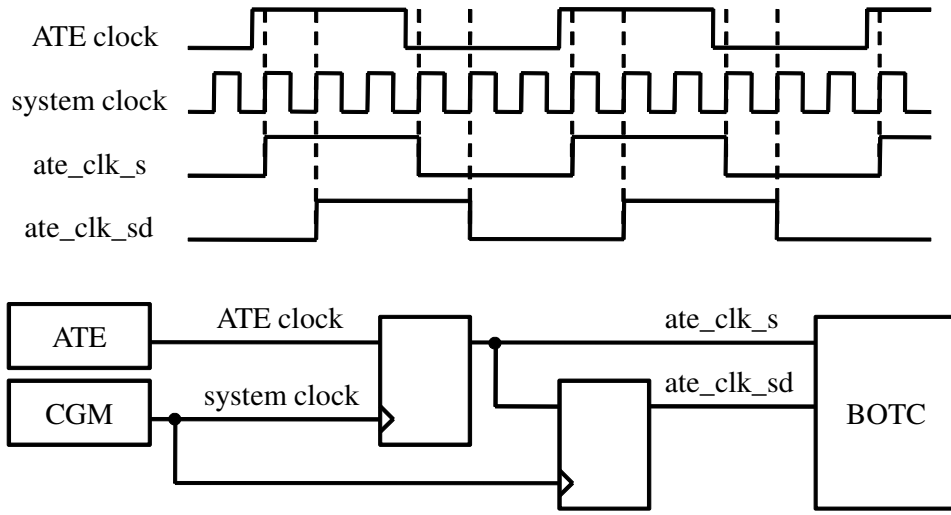 ATE clock
system clock
ate_clk_s
ate_clk_sd
ATE
ATE clock
ate_clk_s
CGM
system clock
ate_clk_sd
BOTC